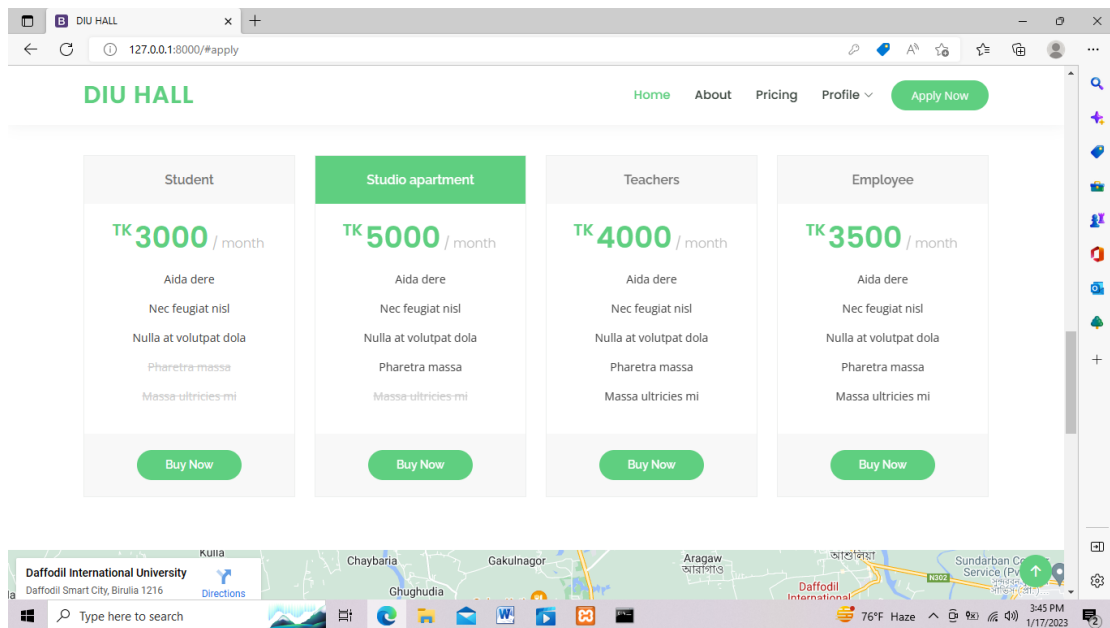 DIU HALL
127.0.0.1:8000/#apply
DIU HALL
Home About Pricing Profile Apply Now
Student Studio apartment Teachers Employee
TK 3000 / month TK 5000 / month TK 4000 / month TK 3500 / month
Aida dere Aida dere Aida dere Aida dere
Nec feugiat nisl Nec feugiat nisl Nec feugiat nisl Nec feugiat nisl
Nulla at volutpat dola Nulla at volutpat dola Nulla at volutpat dola Nulla at volutpat dola
Pharetra massa Pharetra massa Pharetra massa Pharetra massa
Massa ultricies mi Massa ultricies mi Massa ultricies mi Massa ultricies mi
Buy Now Buy Now Buy Now Buy Now
Kulla
Chaybaria Gakulnagor Aragaw আশুলিয়া
আরাগাও
Sundarban
Service (Pv
Daffodil International University
Daffodil Smart City, Birulia 1216
Directions
Ghughudia
Daffodil
International
N302
Type here to search
76°F Haze
3:45 PM
1/17/2023
2